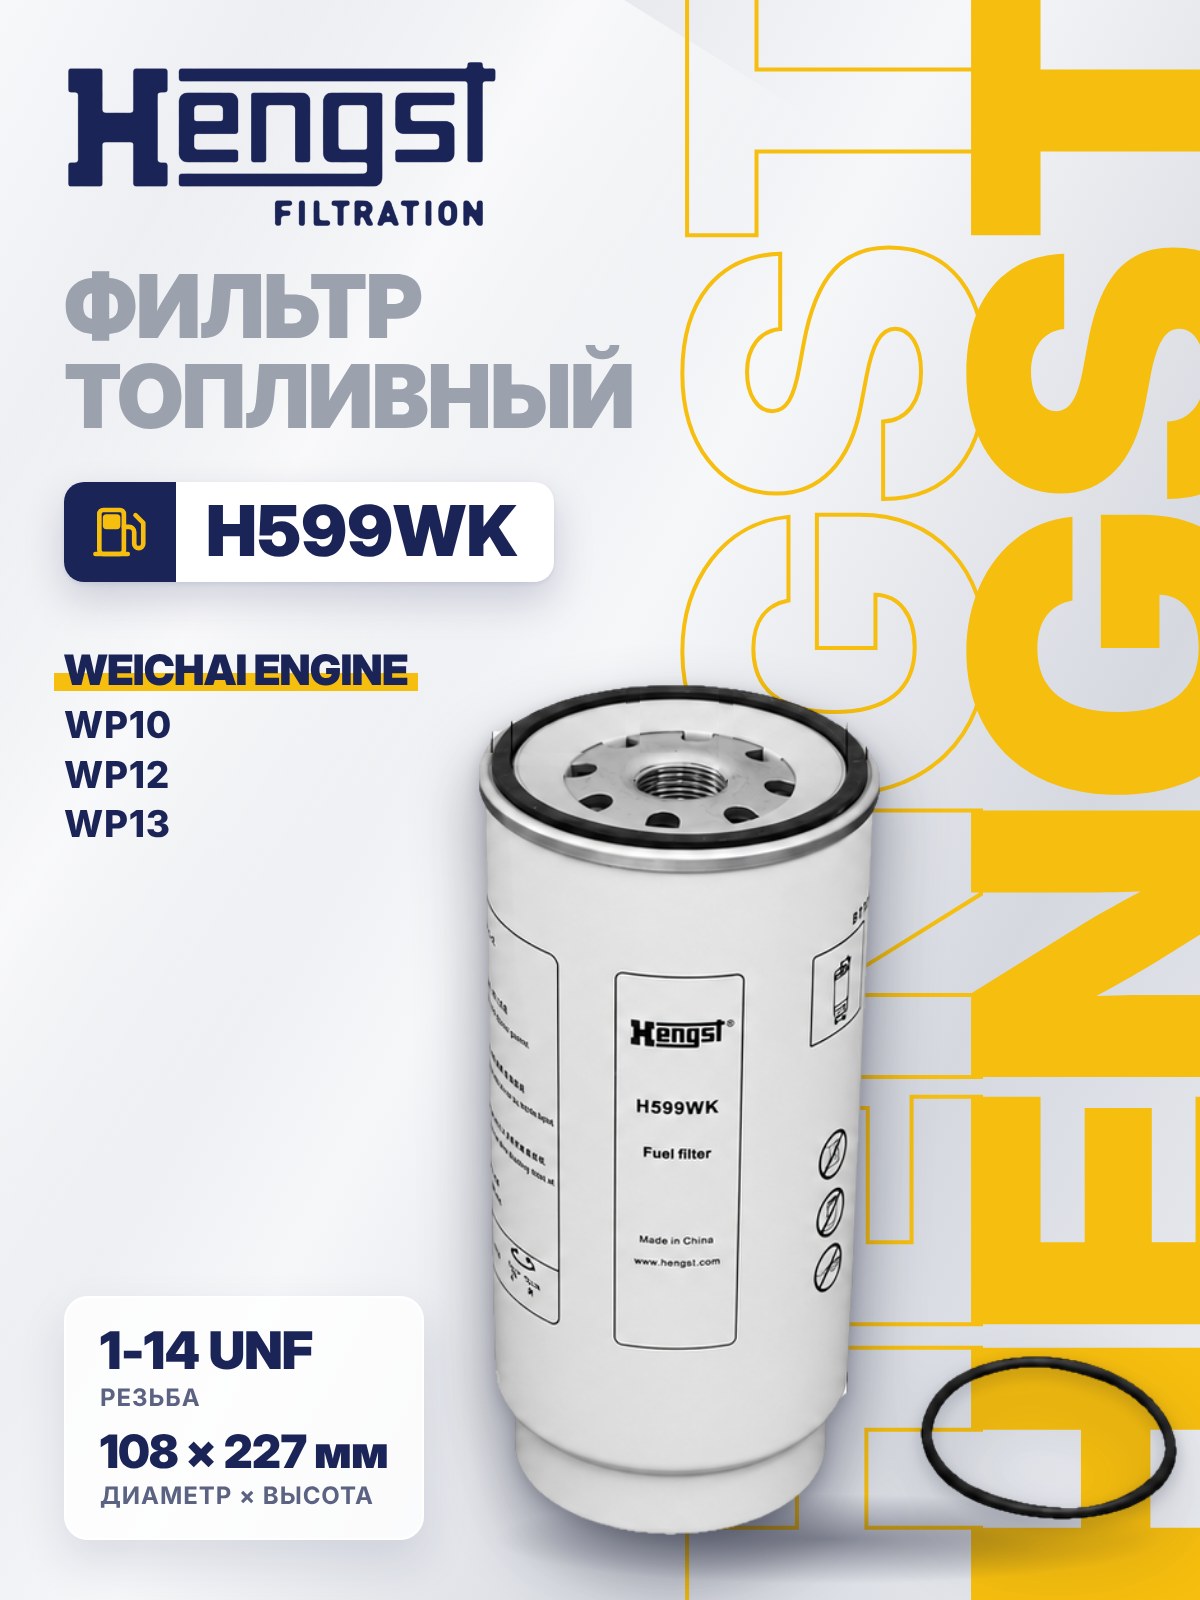 Hengst
FILTRATION
ФИЛЬТР
ТОПЛИВНЫЙ
H599WK
WEICHAI ENGINE
WP10
WP12
WP13
Hengst®
H599WK
Fuel filter
Made in China
www.hengst.com
1-14 UNF
РЕЗЬБА
108 × 227 мм
ДИАМЕТР × ВЫСОТА
HENGST
HENGST